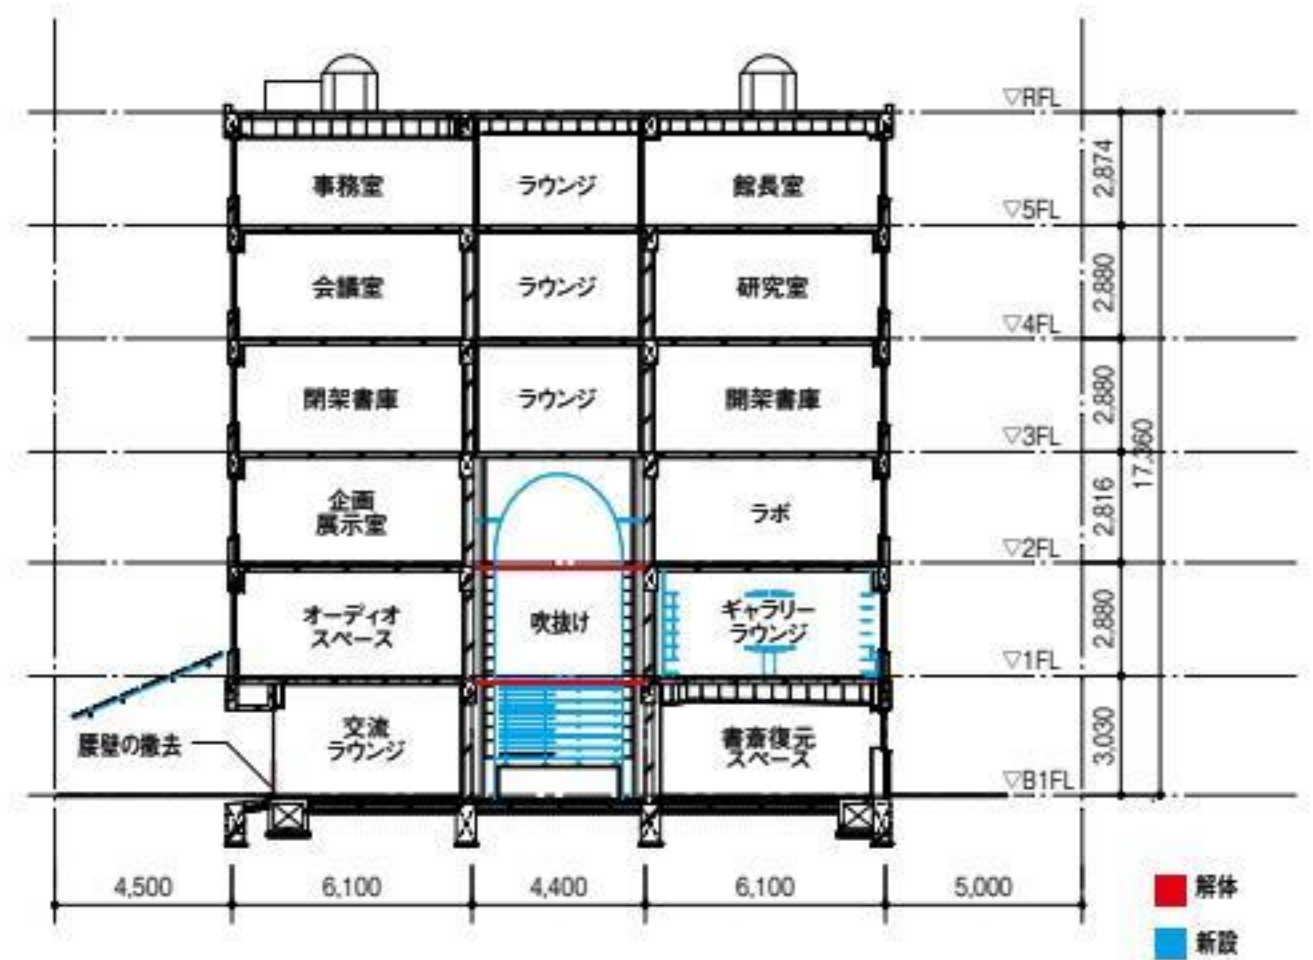 ▽RFL
事務室
ラウンジ
館長室
2,874
▽5FL
会議室
ラウンジ
研究室
2,880
▽4FL
閉架書庫
ラウンジ
開架書庫
2,880
▽3FL
17,360
企画
展示室
ラボ
2,816
▽2FL
オーディオ
スペース
吹抜け
ギャラリー
ラウンジ
2,880
▽1FL
腰壁の撤去
交流
ラウンジ
書斎復元
スペース
3,030
▽B1FL
4,500
6,100
4,400
6,100
5,000
解体
新設